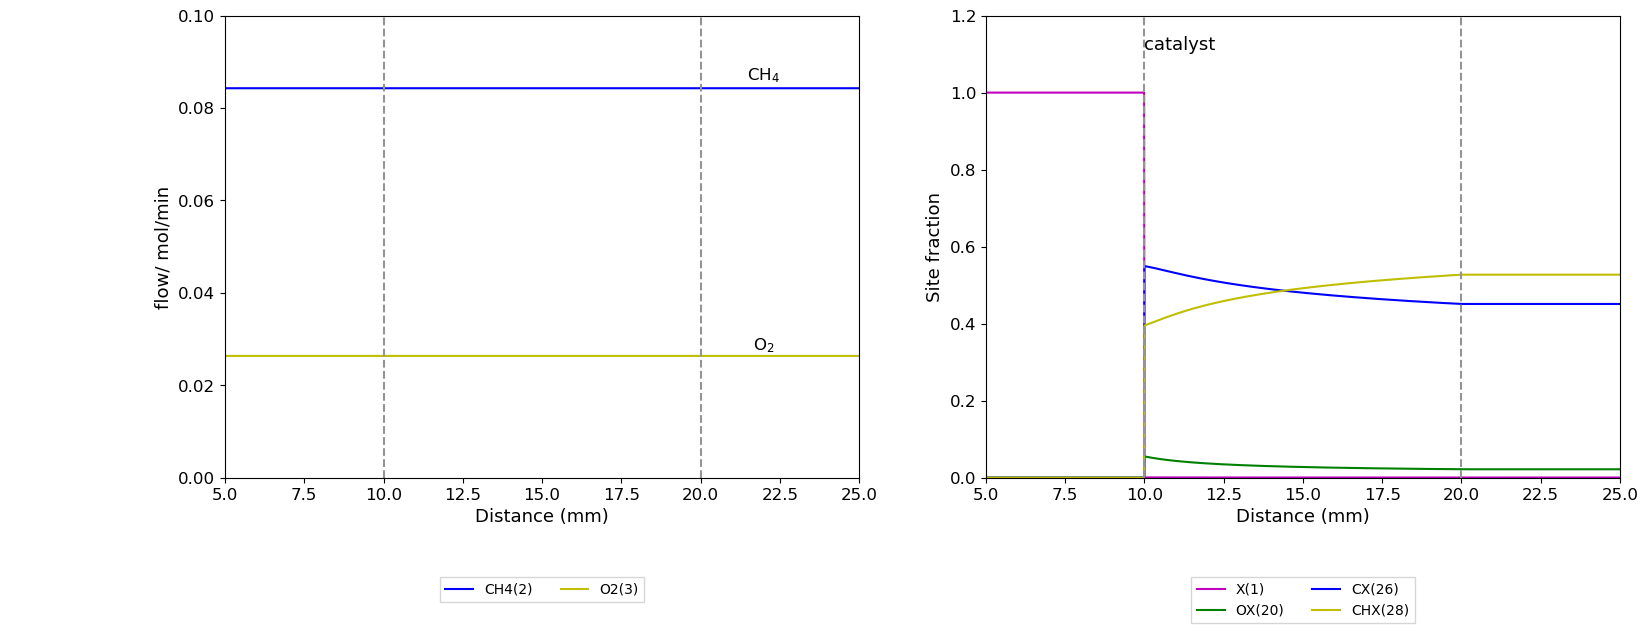 0.10
0.08
0.06
0.04
0.02
0.00
flow/ mol/min
CH4
O2
5.0 7.5 10.0 12.5 15.0 17.5 20.0 22.5 25.0
Distance (mm)
CH4(2) O2(3)
1.2
1.0
0.8
0.6
0.4
0.2
0.0
Site fraction
catalyst
5.0 7.5 10.0 12.5 15.0 17.5 20.0 22.5 25.0
Distance (mm)
X(1) CX(26)
OX(20) CHX(28)